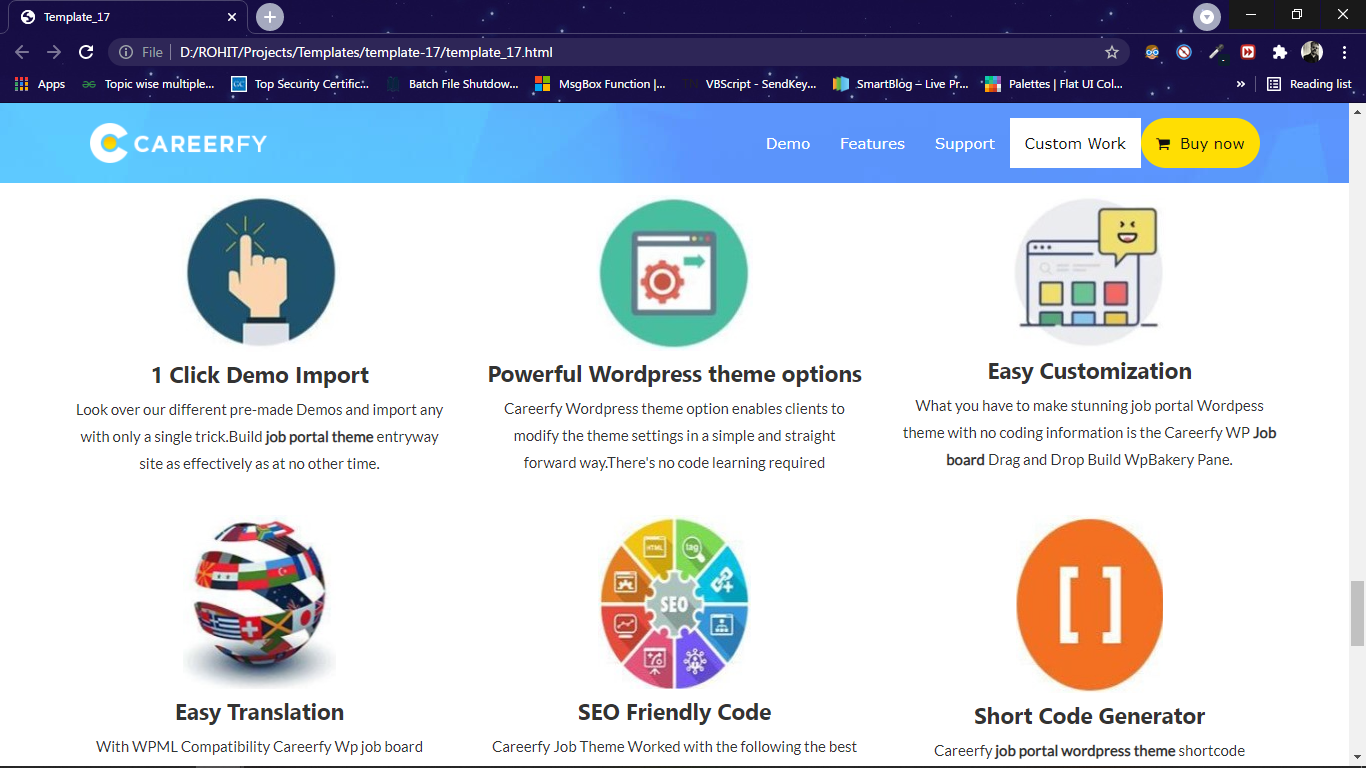 Template_17
File
D:/ROHIT/Projects/Templates/template-17/template_17.html
Apps
Topic wise multiple...
Top Security Certific...
Batch File Shutdow...
MsgBox Function |...
VBScript - SendKey...
SmartBlog – Live Pr...
Palettes | Flat UI Col...
»
Reading list
CAREERFY
Demo
Features
Support
Custom Work
Buy now
1 Click Demo Import
Look over our different pre-made Demos and import any
with only a single trick.Build job portal theme entryway
site as effectively as at no other time.
Powerful Wordpress theme options
Careerfy Wordpress theme option enables clients to
modify the theme settings in a simple and straight
forward way.There's no code learning required
Easy Customization
What you have to make stunning job portal Wordpess
theme with no coding information is the Careerfy WP Job
board Drag and Drop Build WpBakery Pane.
HTML
tag
SEO
[ ]
Easy Translation
With WPML Compatibility Careerfy Wp job board
SEO Friendly Code
Careerfy Job Theme Worked with the following the best
Short Code Generator
Careerfy job portal wordpress theme shortcode